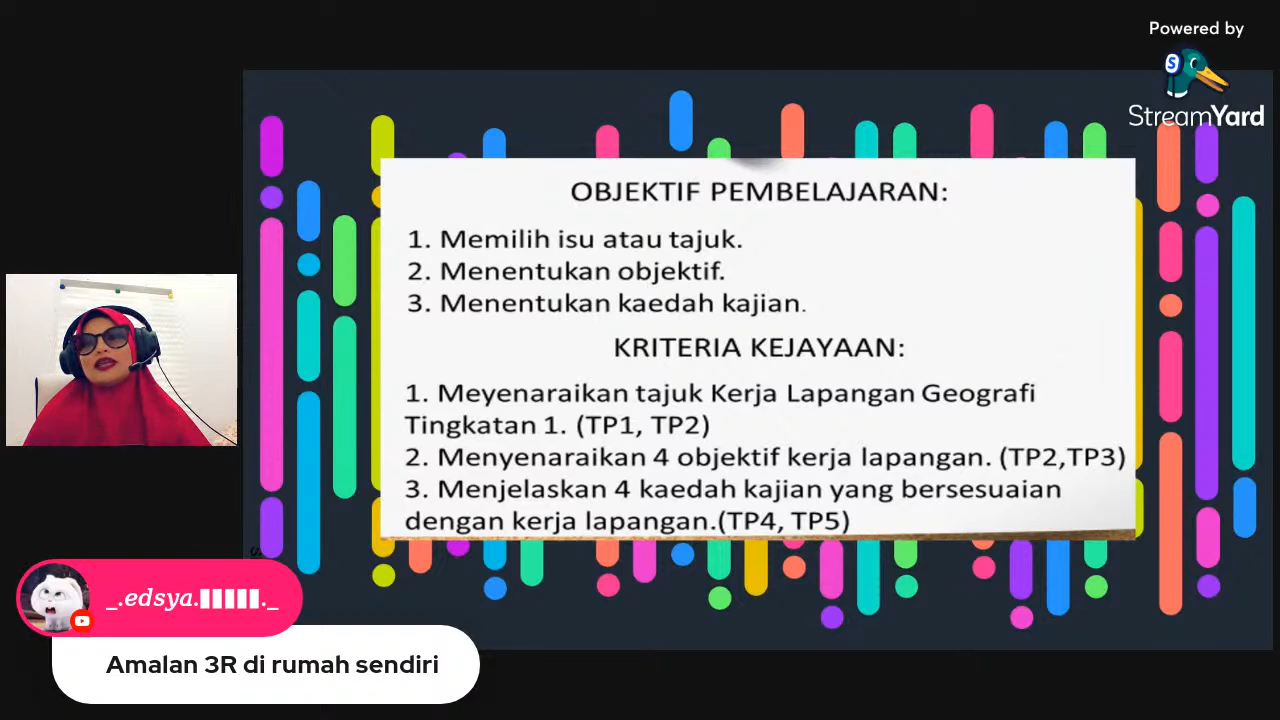 Powered by
StreamYard
OBJEKTIF PEMBELAJARAN:
1. Memilih isu atau tajuk.
2. Menentukan objektif.
3. Menentukan kaedah kajian.
KRITERIA KEJAYAAN:
1. Meyenaraikan tajuk Kerja Lapangan Geografi
Tingkatan 1. (TP1, TP2)
2. Menyenaraikan 4 objektif kerja lapangan. (TP2,TP3)
3. Menjelaskan 4 kaedah kajian yang bersesuaian
dengan kerja lapangan.(TP4, TP5)
_.edsya.▮▮▮▮▮._
Amalan 3R di rumah sendiri